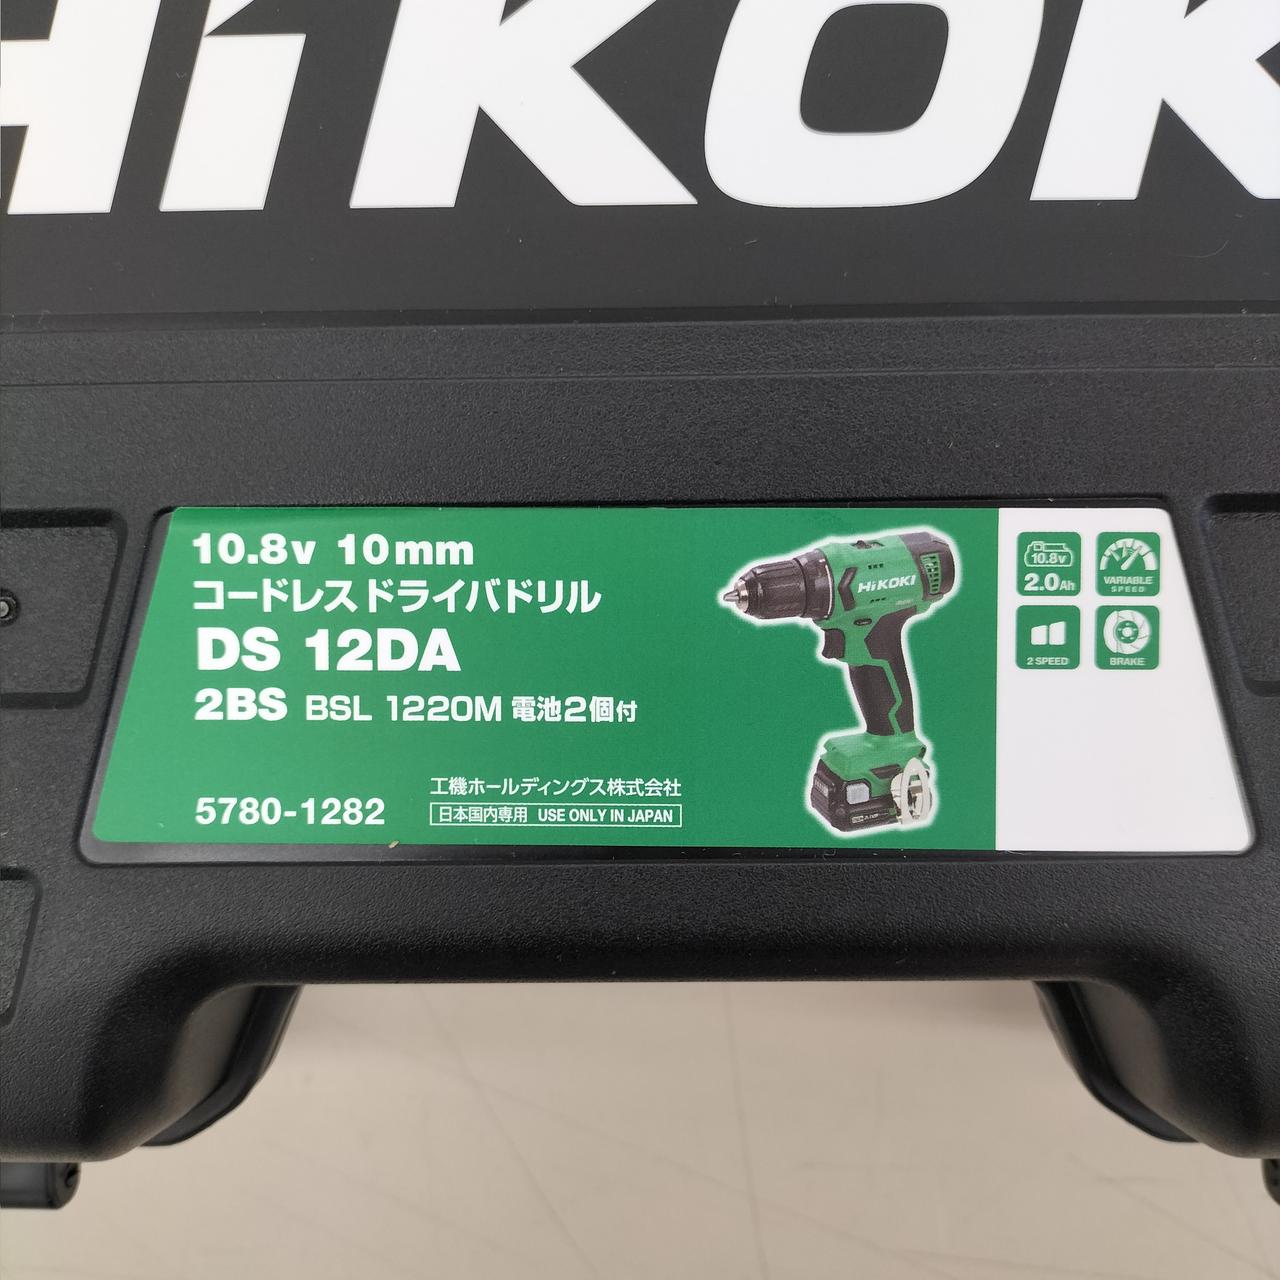 HiKOKI
10.8v 10mm
コードレスドライバドリル
DS 12DA
2BS BSL 1220M 電池2個付
5780-1282
工機ホールディングス株式会社
日本国内専用 USE ONLY IN JAPAN
HiKOKI
10.8v
2.0Ah
VARIABLE
SPEED
2 SPEED
BRAKE